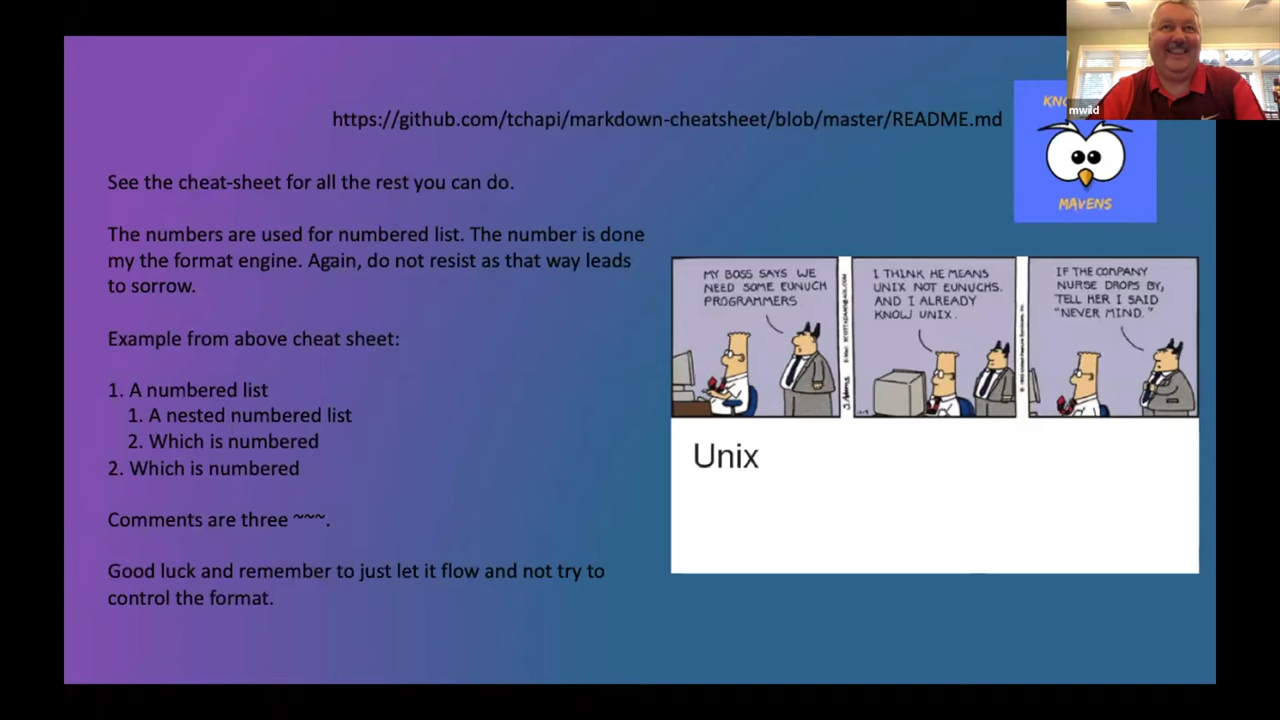 https://github.com/tchapi/markdown-cheatsheet/blob/master/README.md
mwild
MAVENS
See the cheat-sheet for all the rest you can do.
The numbers are used for numbered list. The number is done
my the format engine. Again, do not resist as that way leads
to sorrow.
Example from above cheat sheet:
1. A numbered list
1. A nested numbered list
2. Which is numbered
2. Which is numbered
Comments are three ~~~.
Good luck and remember to just let it flow and not try to
control the format.
MY BOSS SAYS WE
NEED SOME EUNUCH
PROGRAMMERS
I THINK HE MEANS
UNIX NOT EUNUCHS.
AND I ALREADY
KNOW UNIX.
IF THE COMPANY
NURSE DROPS BY,
TELL HER I SAID
"NEVER MIND."
Unix